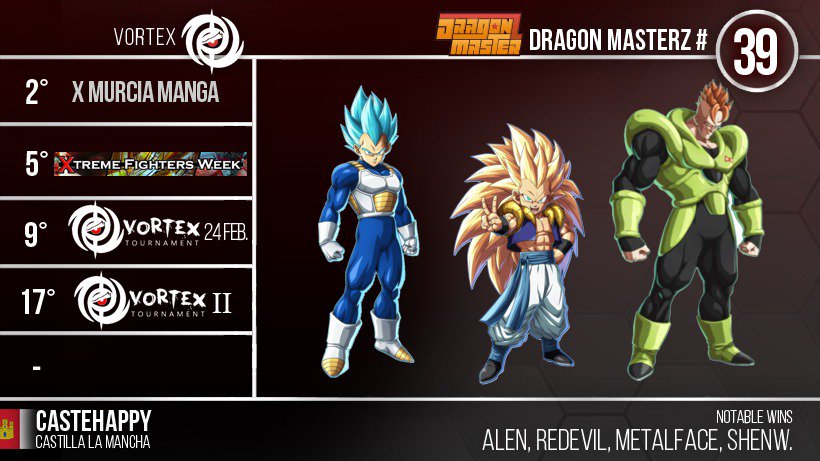 VORTEX
DRAGON MASTER
DRAGON MASTERZ #
39
2° X MURCIA MANGA
5° XTREME FIGHTERS WEEK
9° VORTEX 24 FEB.
TOURNAMENT
17° VORTEX II
TOURNAMENT
-
CASTEHAPPY
CASTILLA LA MANCHA
NOTABLE WINS
ALEN, REDEVIL, METALFACE, SHENW.